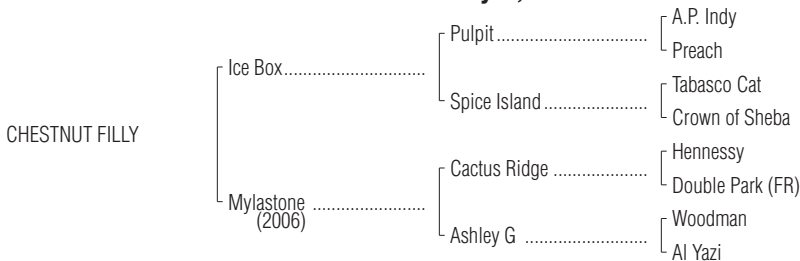 A.P. Indy
Pulpit
Preach
Ice Box
Tabasco Cat
Spice Island
Crown of Sheba
CHESTNUT FILLY
Hennessy
Cactus Ridge
Double Park (FR)
Mylastone
(2006)
Woodman
Ashley G
Al Yazi